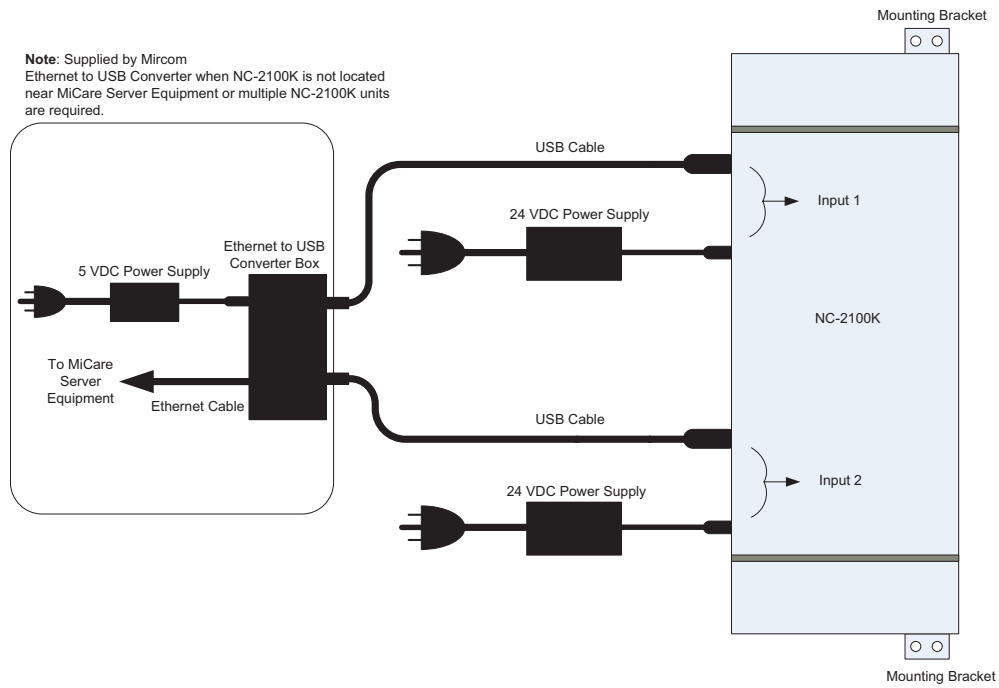 Mounting Bracket
Note: Supplied by Mircom
Ethernet to USB Converter when NC-2100K is not located
near MiCare Server Equipment or multiple NC-2100K units
are required.
USB Cable
Input 1
24 VDC Power Supply
Ethernet to USB
Converter Box
5 VDC Power Supply
NC-2100K
To MiCare
Server
Equipment
Ethernet Cable
USB Cable
Input 2
24 VDC Power Supply
Mounting Bracket